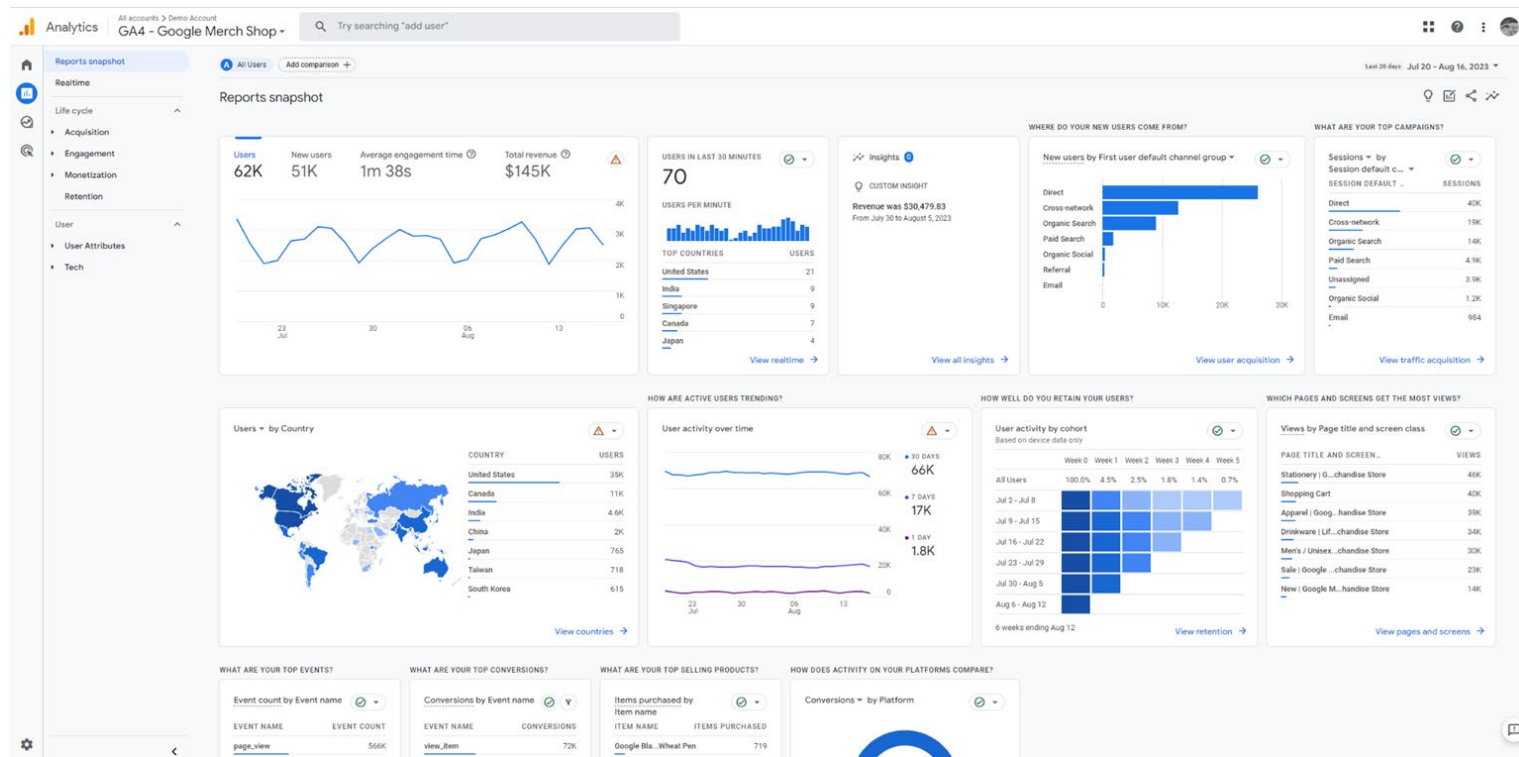 All accounts > Demo Account
Analytics
GA4 - Google Merch Shop
Try searching "add user"
Reports snapshot
Realtime
Life cycle
Acquisition
Engagement
Monetization
Retention
User
User Attributes
Tech
A All Users
Add comparison +
Last 28 days Jul 20 - Aug 16, 2023
Reports snapshot
Users
62K
New users
51K
Average engagement time
1m 38s
Total revenue
$145K
4K
3K
2K
1K
0
23 Jul
30
06 Aug
13
USERS IN LAST 30 MINUTES
70
USERS PER MINUTE
TOP COUNTRIES USERS
United States 21
India 9
Singapore 9
Canada 7
Japan 4
View realtime
Insights
CUSTOM INSIGHT
Revenue was $30,479.83
From July 30 to August 5, 2023
View all insights
WHERE DO YOUR NEW USERS COME FROM?
New users by First user default channel group
Direct
Cross-network
Organic Search
Paid Search
Organic Social
Referral
Email
0 10K 20K 30K
View user acquisition
WHAT ARE YOUR TOP CAMPAIGNS?
Sessions by
Session default c...
SESSION DEFAULT ... SESSIONS
Direct 40K
Cross-network 19K
Organic Search 14K
Paid Search 4.9K
Unassigned 3.9K
Organic Social 1.2K
Email 984
View traffic acquisition
Users by Country
COUNTRY USERS
United States 35K
Canada 11K
India 4.6K
China 2K
Japan 765
Taiwan 718
South Korea 615
View countries
HOW ARE ACTIVE USERS TRENDING?
User activity over time
80K
60K
40K
20K
0
23 Jul
30
06 Aug
13
30 DAYS
66K
7 DAYS
17K
1 DAY
1.8K
HOW WELL DO YOU RETAIN YOUR USERS?
User activity by cohort
Based on device data only
Week 0 Week 1 Week 2 Week 3 Week 4 Week 5
All Users 100.0% 4.5% 2.5% 1.8% 1.4% 0.7%
Jul 2 - Jul 8
Jul 9 - Jul 15
Jul 16 - Jul 22
Jul 23 - Jul 29
Jul 30 - Aug 5
Aug 6 - Aug 12
6 weeks ending Aug 12
View retention
WHICH PAGES AND SCREENS GET THE MOST VIEWS?
Views by Page title and screen class
PAGE TITLE AND SCREEN... VIEWS
Stationery | G...chandise Store 46K
Shopping Cart 40K
Apparel | Goog...handise Store 39K
Drinkware | Lif...chandise Store 34K
Men's / Unisex...chandise Store 30K
Sale | Google ...chandise Store 23K
New | Google M...handise Store 14K
View pages and screens
WHAT ARE YOUR TOP EVENTS?
Event count by Event name
EVENT NAME EVENT COUNT
page_view 566K
WHAT ARE YOUR TOP CONVERSIONS?
Conversions by Event name
EVENT NAME CONVERSIONS
view_item 72K
WHAT ARE YOUR TOP SELLING PRODUCTS?
Items purchased by
Item name
ITEM NAME ITEMS PURCHASED
Google Bla...Wheat Pen 719
HOW DOES ACTIVITY ON YOUR PLATFORMS COMPARE?
Conversions by Platform